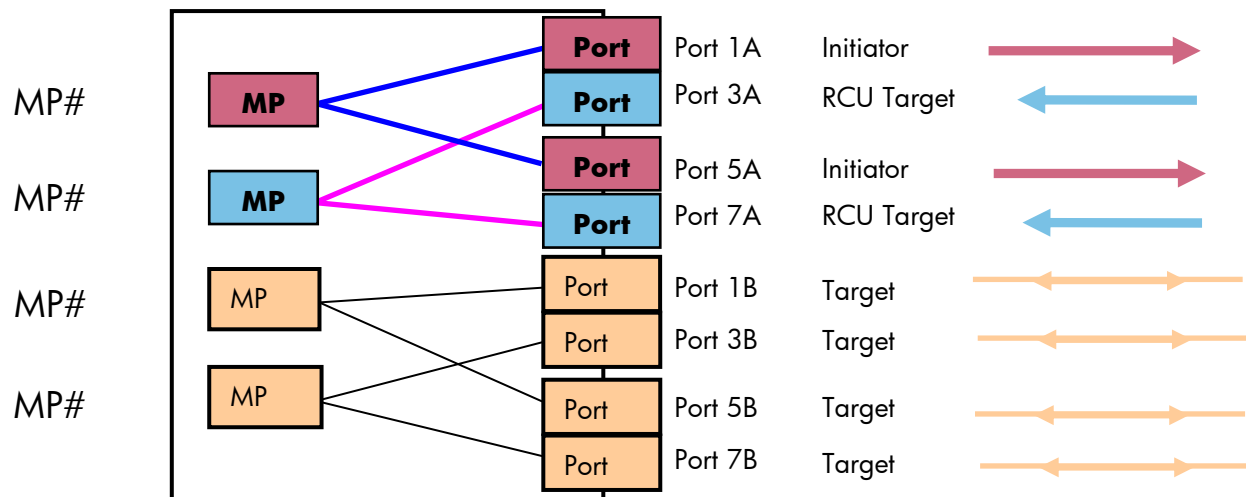 Port Port 1A Initiator
MP# MP Port Port 3A RCU Target
Port Port 5A Initiator
MP# MP Port Port 7A RCU Target
MP# MP Port Port 1B Target
Port Port 3B Target
MP# MP Port Port 5B Target
Port Port 7B Target